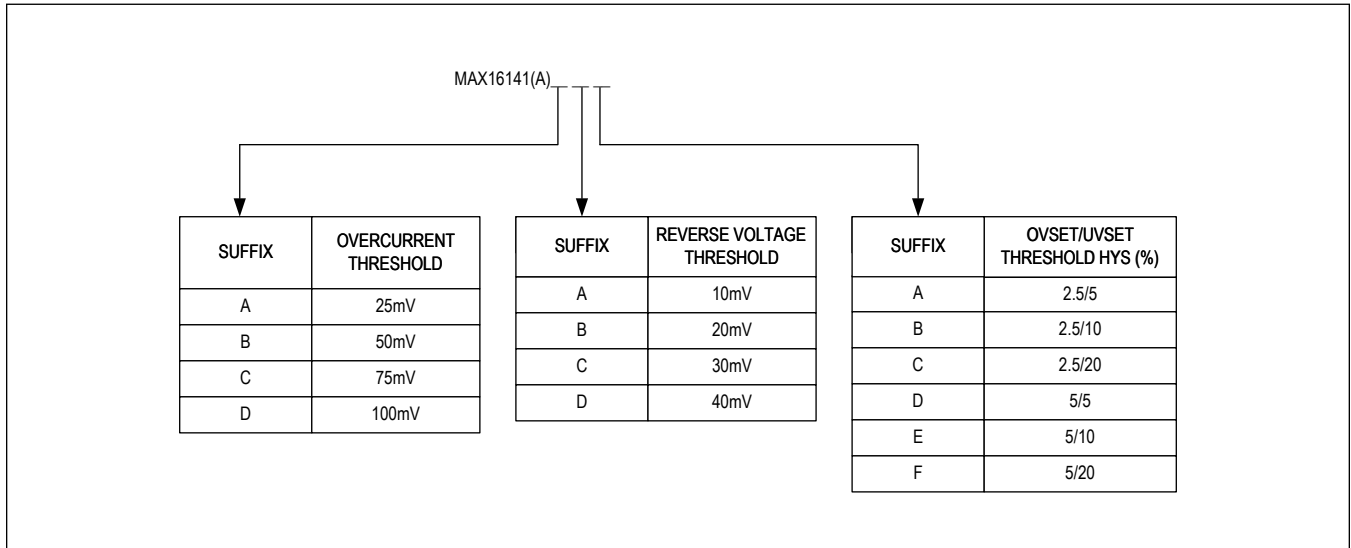 MAX16141(A)_ _ _
SUFFIX OVERCURRENT THRESHOLD
A 25mV
B 50mV
C 75mV
D 100mV
SUFFIX REVERSE VOLTAGE THRESHOLD
A 10mV
B 20mV
C 30mV
D 40mV
SUFFIX OVSET/UVSET THRESHOLD HYS (%)
A 2.5/5
B 2.5/10
C 2.5/20
D 5/5
E 5/10
F 5/20